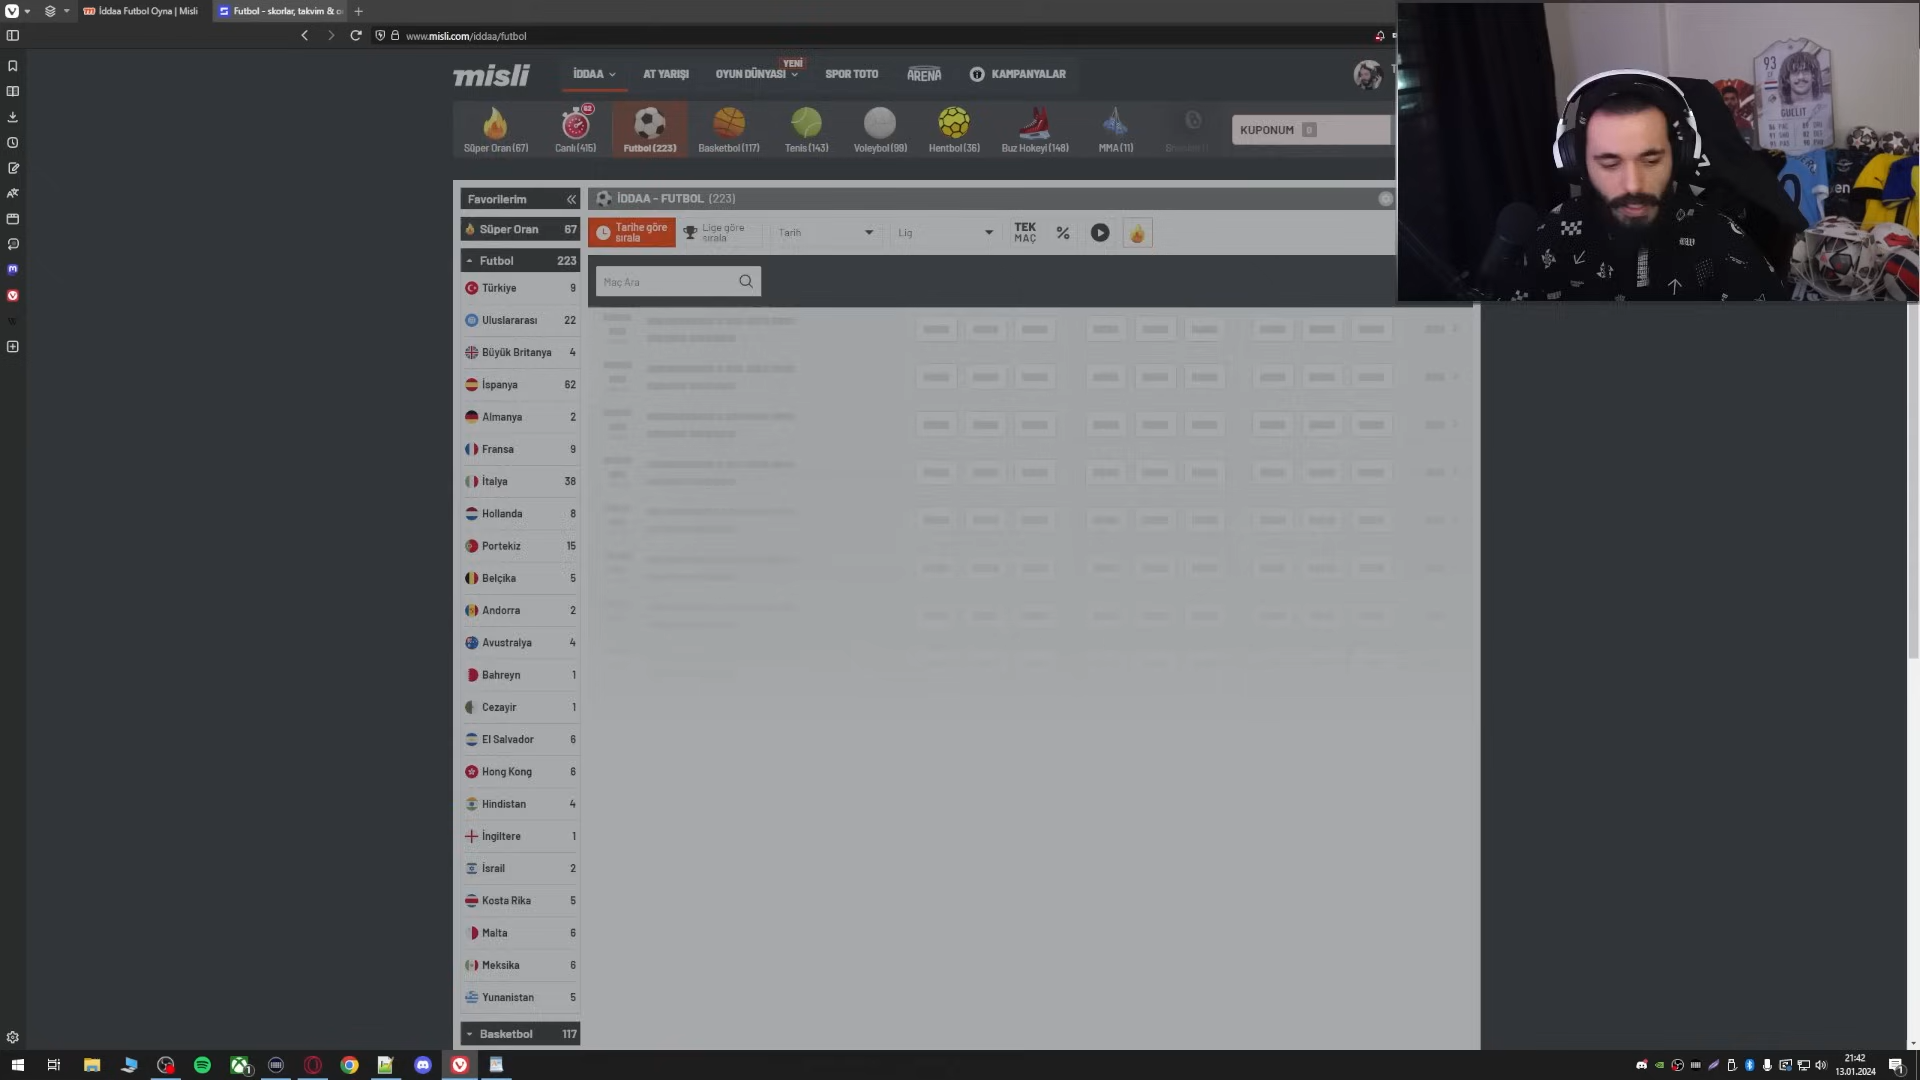 İddaa Futbol Oyna | Misli
Futbol - skorlar, takvim &
www.misli.com/iddaa/futbol
misli
İDDAA
AT YARIŞI
OYUN DÜNYASI
YENİ
SPOR TOTO
ARENA
KAMPANYALAR
Süper Oran (67)
82
Canlı (415)
Futbol (223)
Basketbol (117)
Tenis (143)
Voleybol (99)
Hentbol (36)
Buz Hokeyi (148)
MMA (11)
KUPONUM 0
Favorilerim
Süper Oran 67
Futbol 223
Türkiye 9
Uluslararası 22
Büyük Britanya 4
İspanya 62
Almanya 2
Fransa 9
İtalya 38
Hollanda 8
Portekiz 15
Belçika 5
Andorra 2
Avustralya 4
Bahreyn 1
Cezayir 1
El Salvador 6
Hong Kong 6
Hindistan 4
İngiltere 1
İsrail 2
Kosta Rika 5
Malta 6
Meksika 6
Yunanistan 5
Basketbol 117
İDDAA - FUTBOL (223)
Tarihe göre
sırala
Lige göre
sırala
Tarih
Lig
TEK
MAÇ
%
Maç Ara
93
GULLIT
21:42
13.01.2024